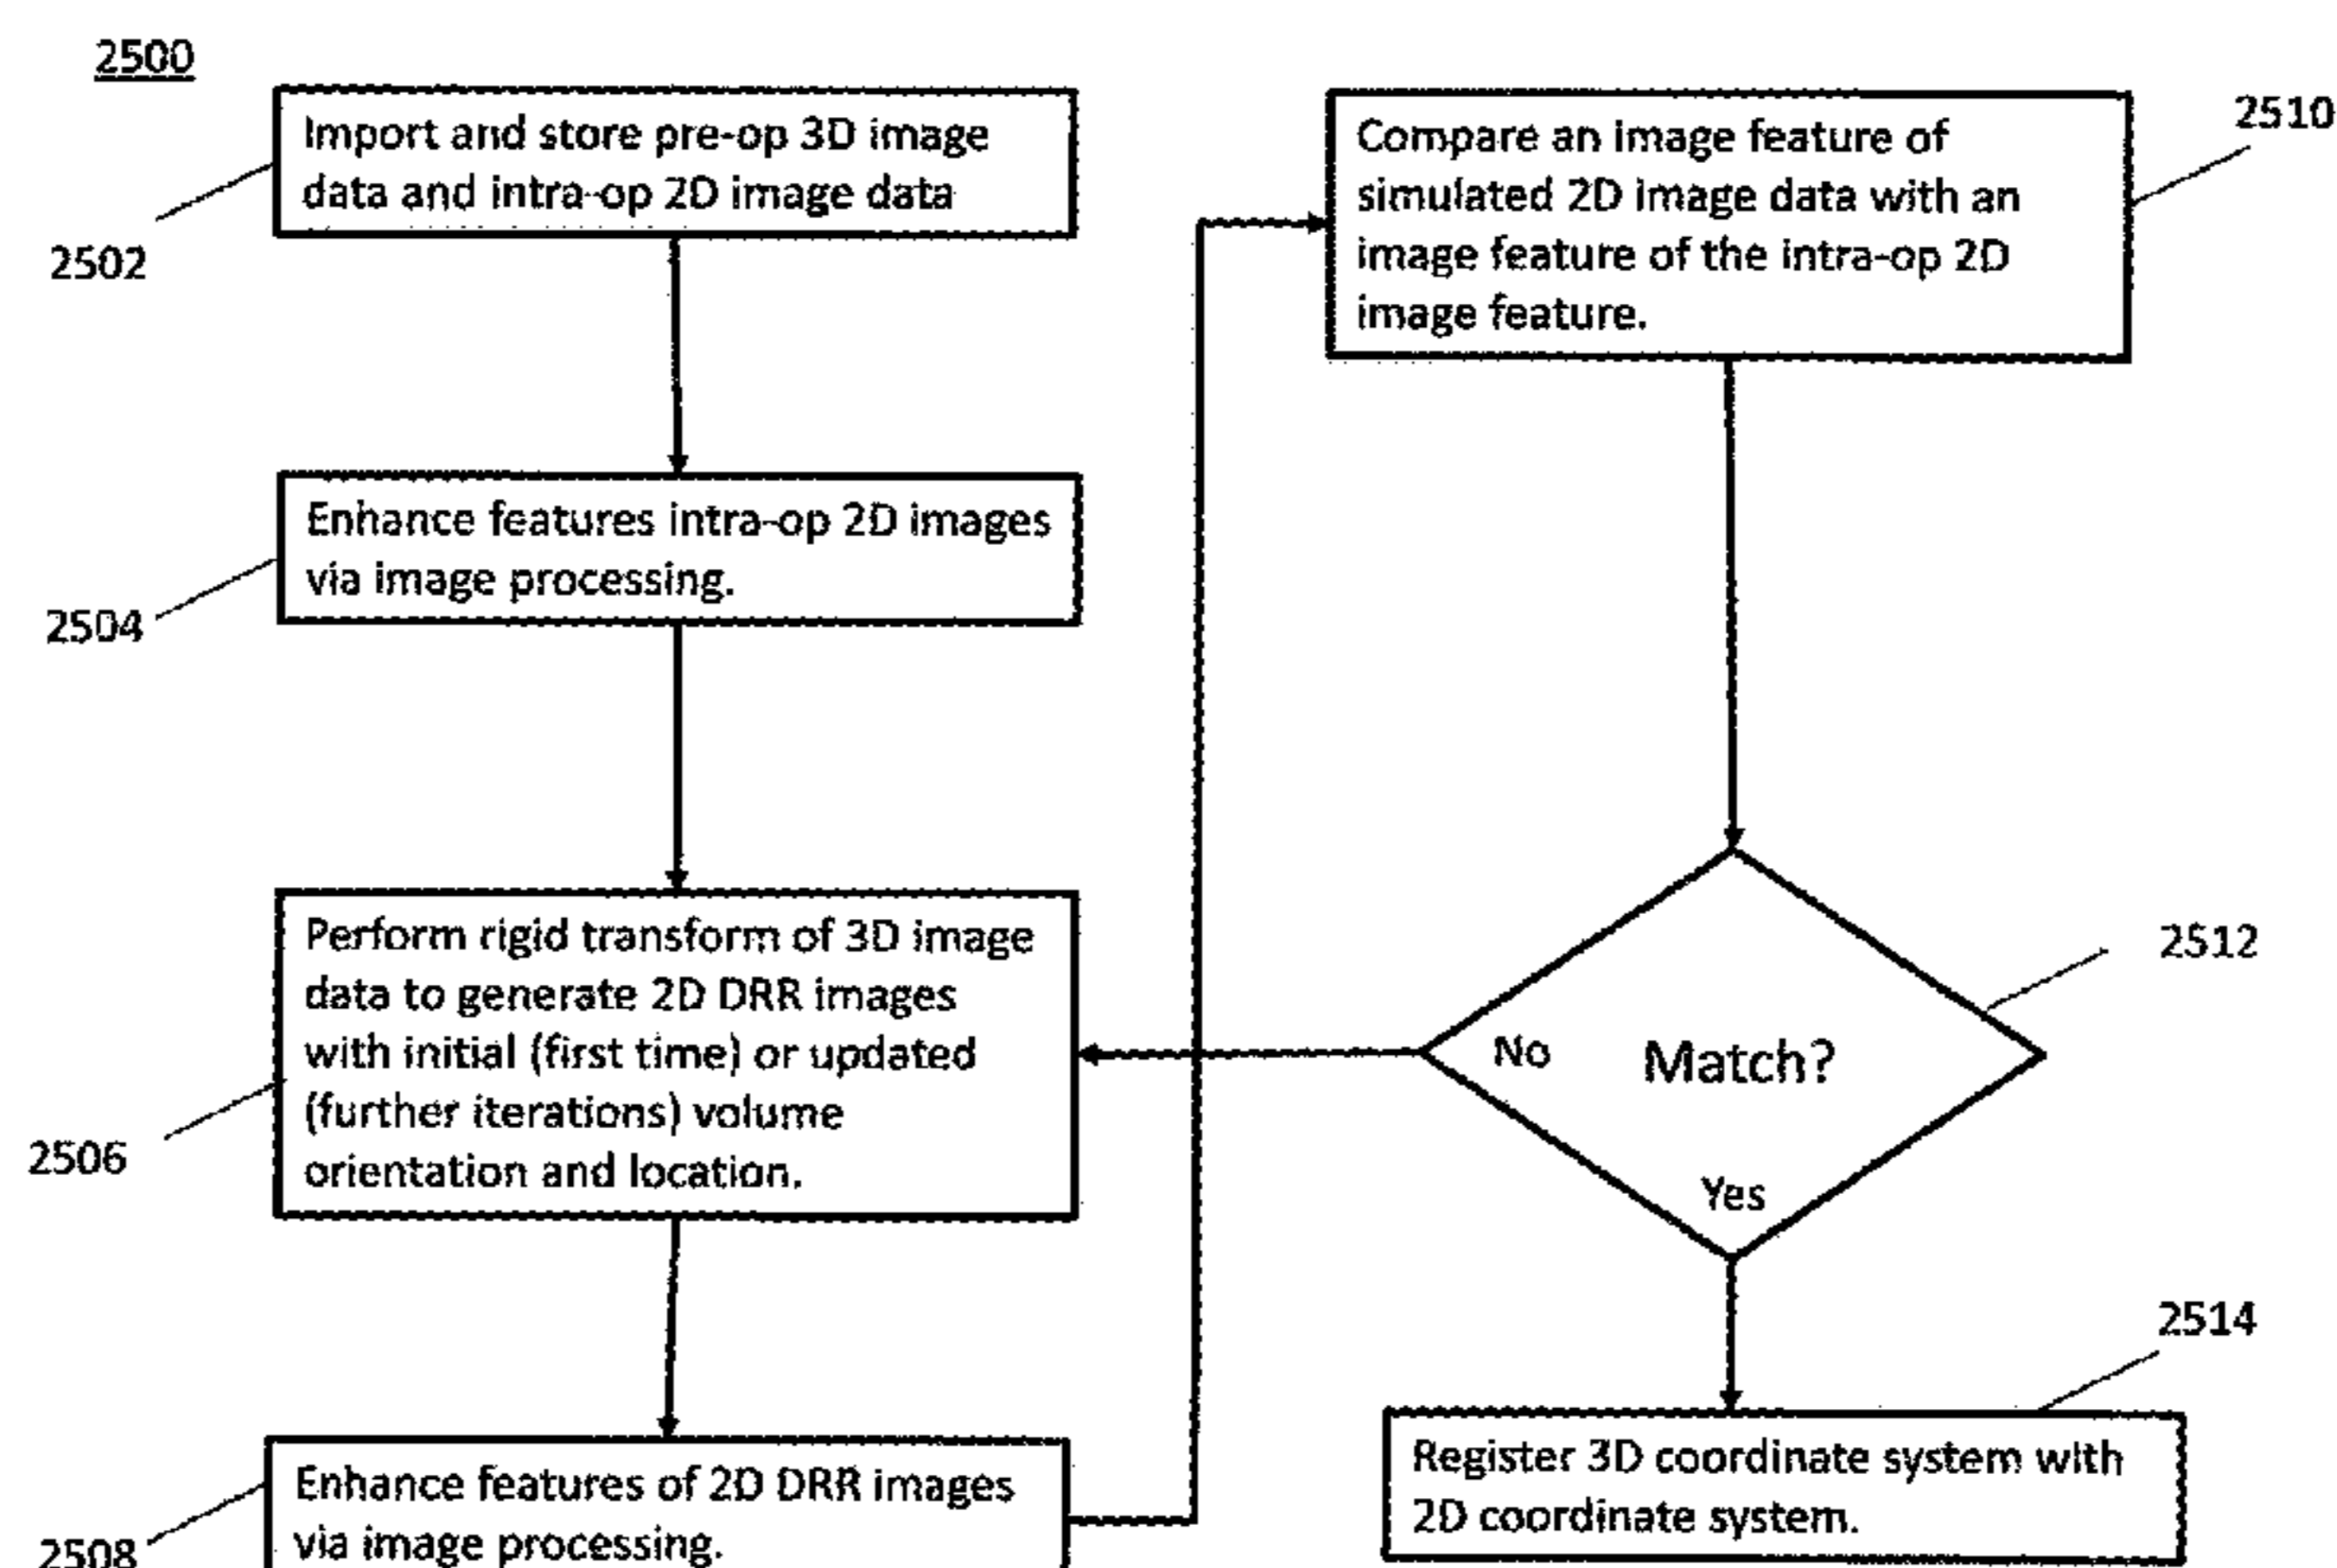 2500
Import and store pre-op 3D image
data and intra-op 2D image data
2502
Enhance features intra-op 2D images
via image processing.
2504
Perform rigid transform of 3D image
data to generate 2D DRR images
with initial (first time) or updated
(further iterations) volume
orientation and location.
2506
Enhance features of 2D DRR images
via image processing.
2508
Compare an image feature of
simulated 2D image data with an
image feature of the intra-op 2D
image feature.
2510
No
Match?
Yes
2512
Register 3D coordinate system with
2D coordinate system.
2514